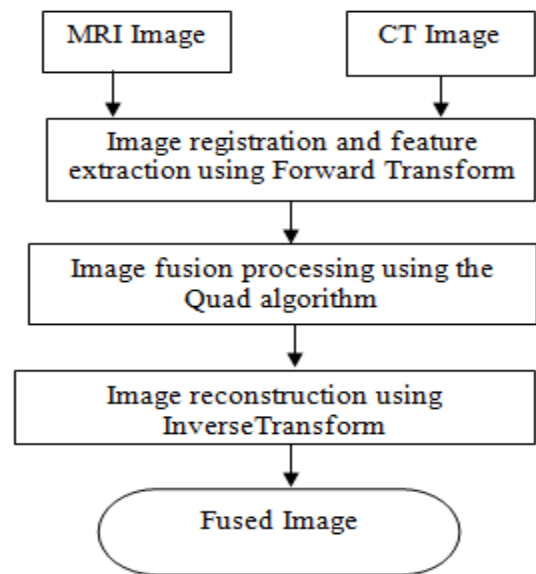 MRI Image
CT Image
Image registration and feature
extraction using Forward Transform
Image fusion processing using the
Quad algorithm
Image reconstruction using
InverseTransform
Fused Image